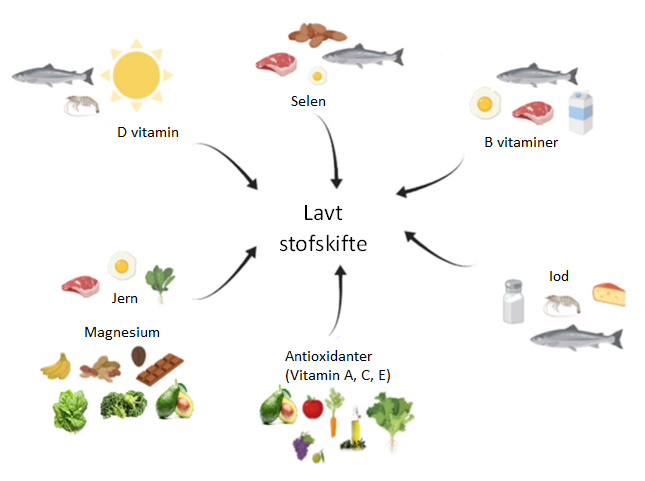 Selen
D vitamin
B vitaminer
Lavt
stofskifte
Iod
Jern
Magnesium
Antioxidanter
(Vitamin A, C, E)